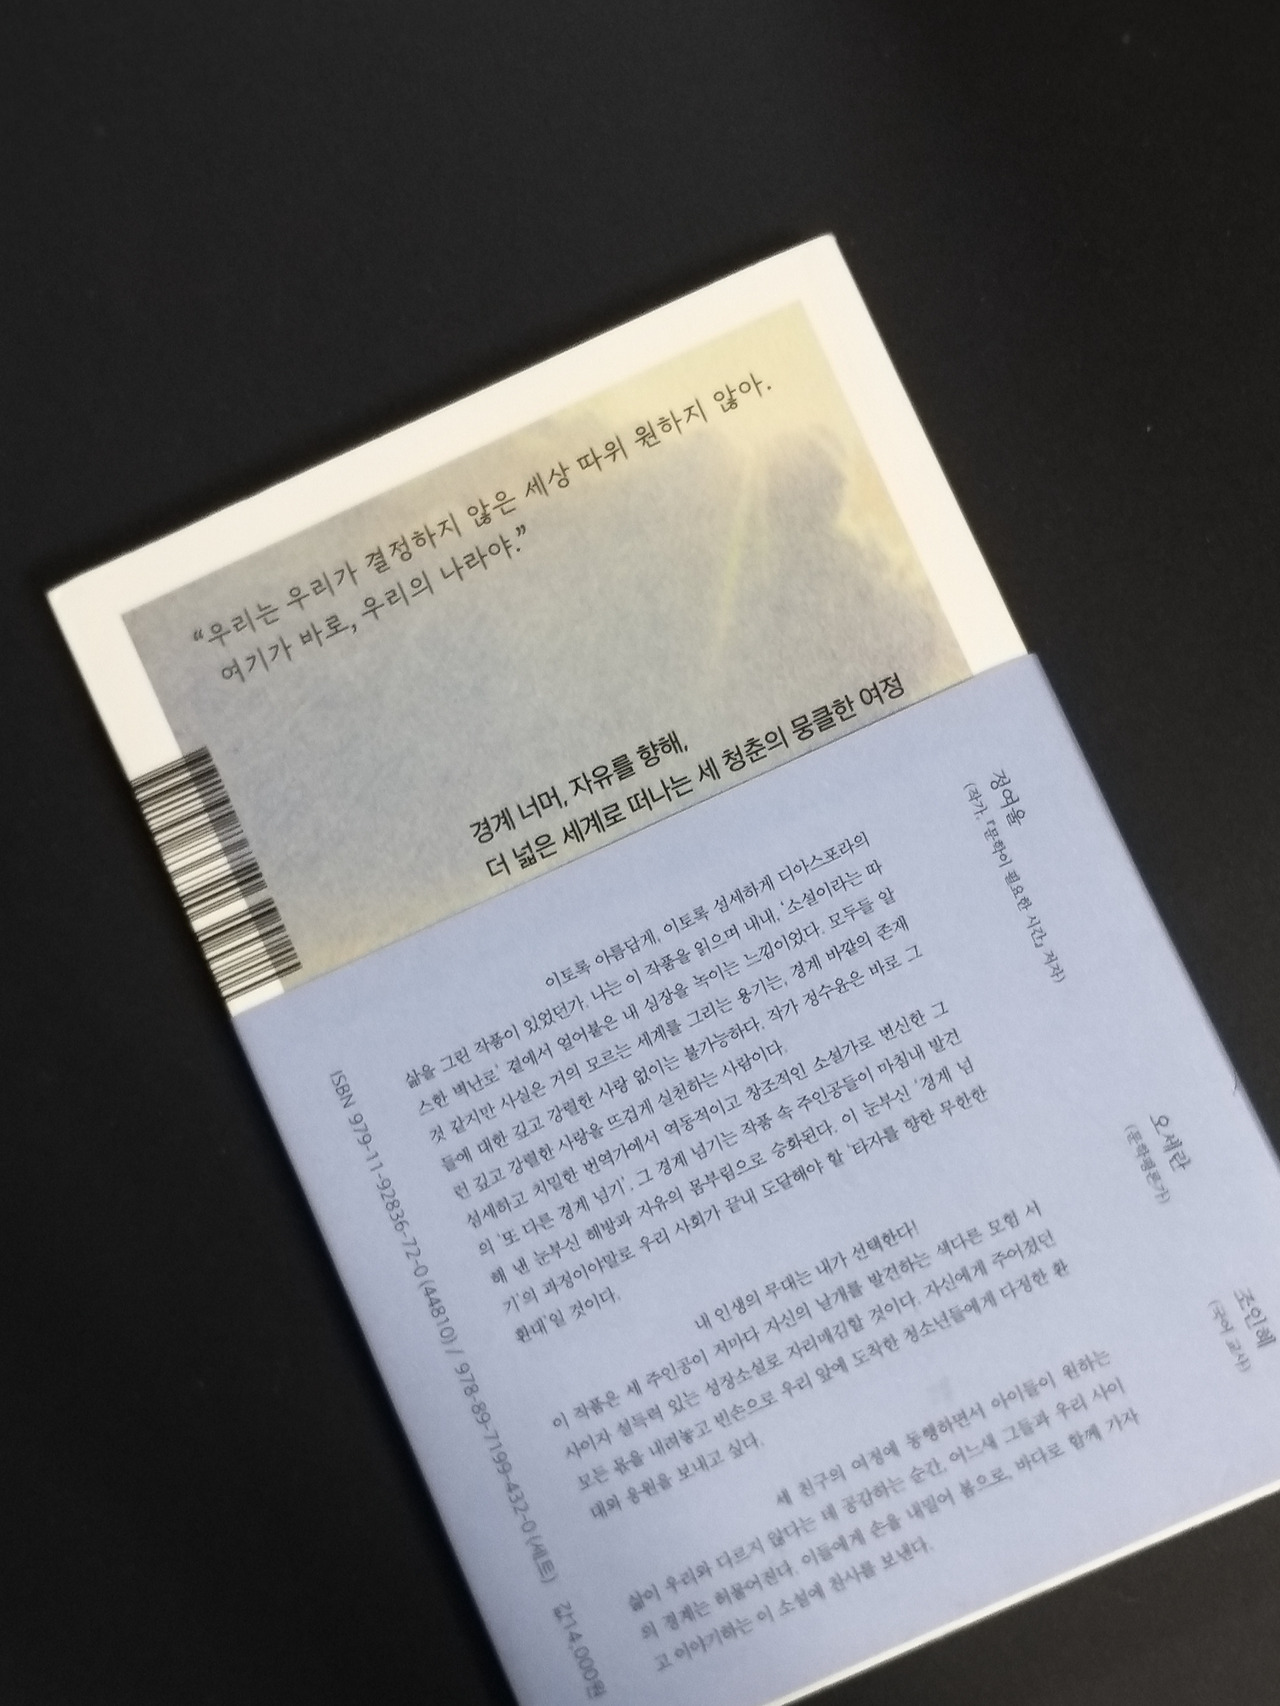 “우리는 우리가 결정하지 않은 세상 따위 원하지 않아.
여기가 바로, 우리의 나라야.”
경계 너머, 자유를 향해,
더 넓은 세계로 떠나는 세 청춘의 뭉클한 여정
이토록 아름답게, 이토록 섬세하게 디아스포라의
삶을 그린 작품이 있었던가. 나는 이 작품을 읽으며 내내, ‘소설이라는 따
스한 벽난로’ 곁에서 얼어붙은 내 심장을 녹이는 느낌이었다. 모두들 알
것 같지만 사실은 거의 모르는 세계를 그리는 용기는, 경계 바깥의 존재
들에 대한 깊고 강렬한 사랑 없이는 불가능하다. 작가 정수윤은 바로 그
런 깊고 강렬한 사랑을 뜨겁게 실천하는 사람이다.
섬세하고 치밀한 번역가에서 역동적이고 창조적인 소설가로 변신한 그
의 ‘또 다른 경계 넘기’. 그 경계 넘기는 작품 속 주인공들이 마침내 발견
해 낸 눈부신 해방과 자유의 몸부림으로 승화된다. 이 눈부신 ‘경계 넘
기’의 과정이야말로 우리 사회가 끝내 도달해야 할 ‘타자를 향한 무한한
환대’일 것이다.
정여울
(작가, 『문학이 필요한 시간』 저자)
내 인생의 무대는 내가 선택한다!
이 작품은 세 주인공이 저마다 자신의 날개를 발견하는 색다른 모험 서
사이자 설득력 있는 성장소설로 자리매김할 것이다. 자신에게 주어졌던
모든 몫을 내려놓고 빈손으로 우리 앞에 도착한 청소년들에게 다정한 환
대와 응원을 보내고 싶다.
오세란
(문학평론가)
세 친구의 여정에 동행하면서 아이들이 원하는
삶이 우리와 다르지 않다는 데 공감하는 순간, 어느새 그들과 우리 사이
의 경계는 허물어진다. 이들에게 손을 내밀어 봄으로, 바다로 함께 가자
고 이야기하는 이 소설에 찬사를 보낸다.
조인혜
(국어 교사)
ISBN 979-11-92836-72-0 (44810) / 978-89-7199-432-0 (세트) 값14,000원